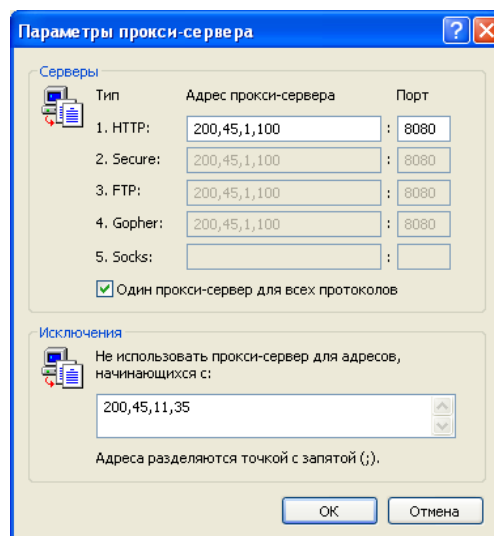 Параметры прокси-сервера
Серверы
Тип Адрес прокси-сервера Порт
1. HTTP: 200,45,1,100 : 8080
2. Secure: 200,45,1,100 : 8080
3. FTP: 200,45,1,100 : 8080
4. Gopher: 200,45,1,100 : 8080
5. Socks: :
Один прокси-сервер для всех протоколов
Исключения
Не использовать прокси-сервер для адресов,
начинающихся с:
200,45,11,35
Адреса разделяются точкой с запятой (;).
ОК Отмена